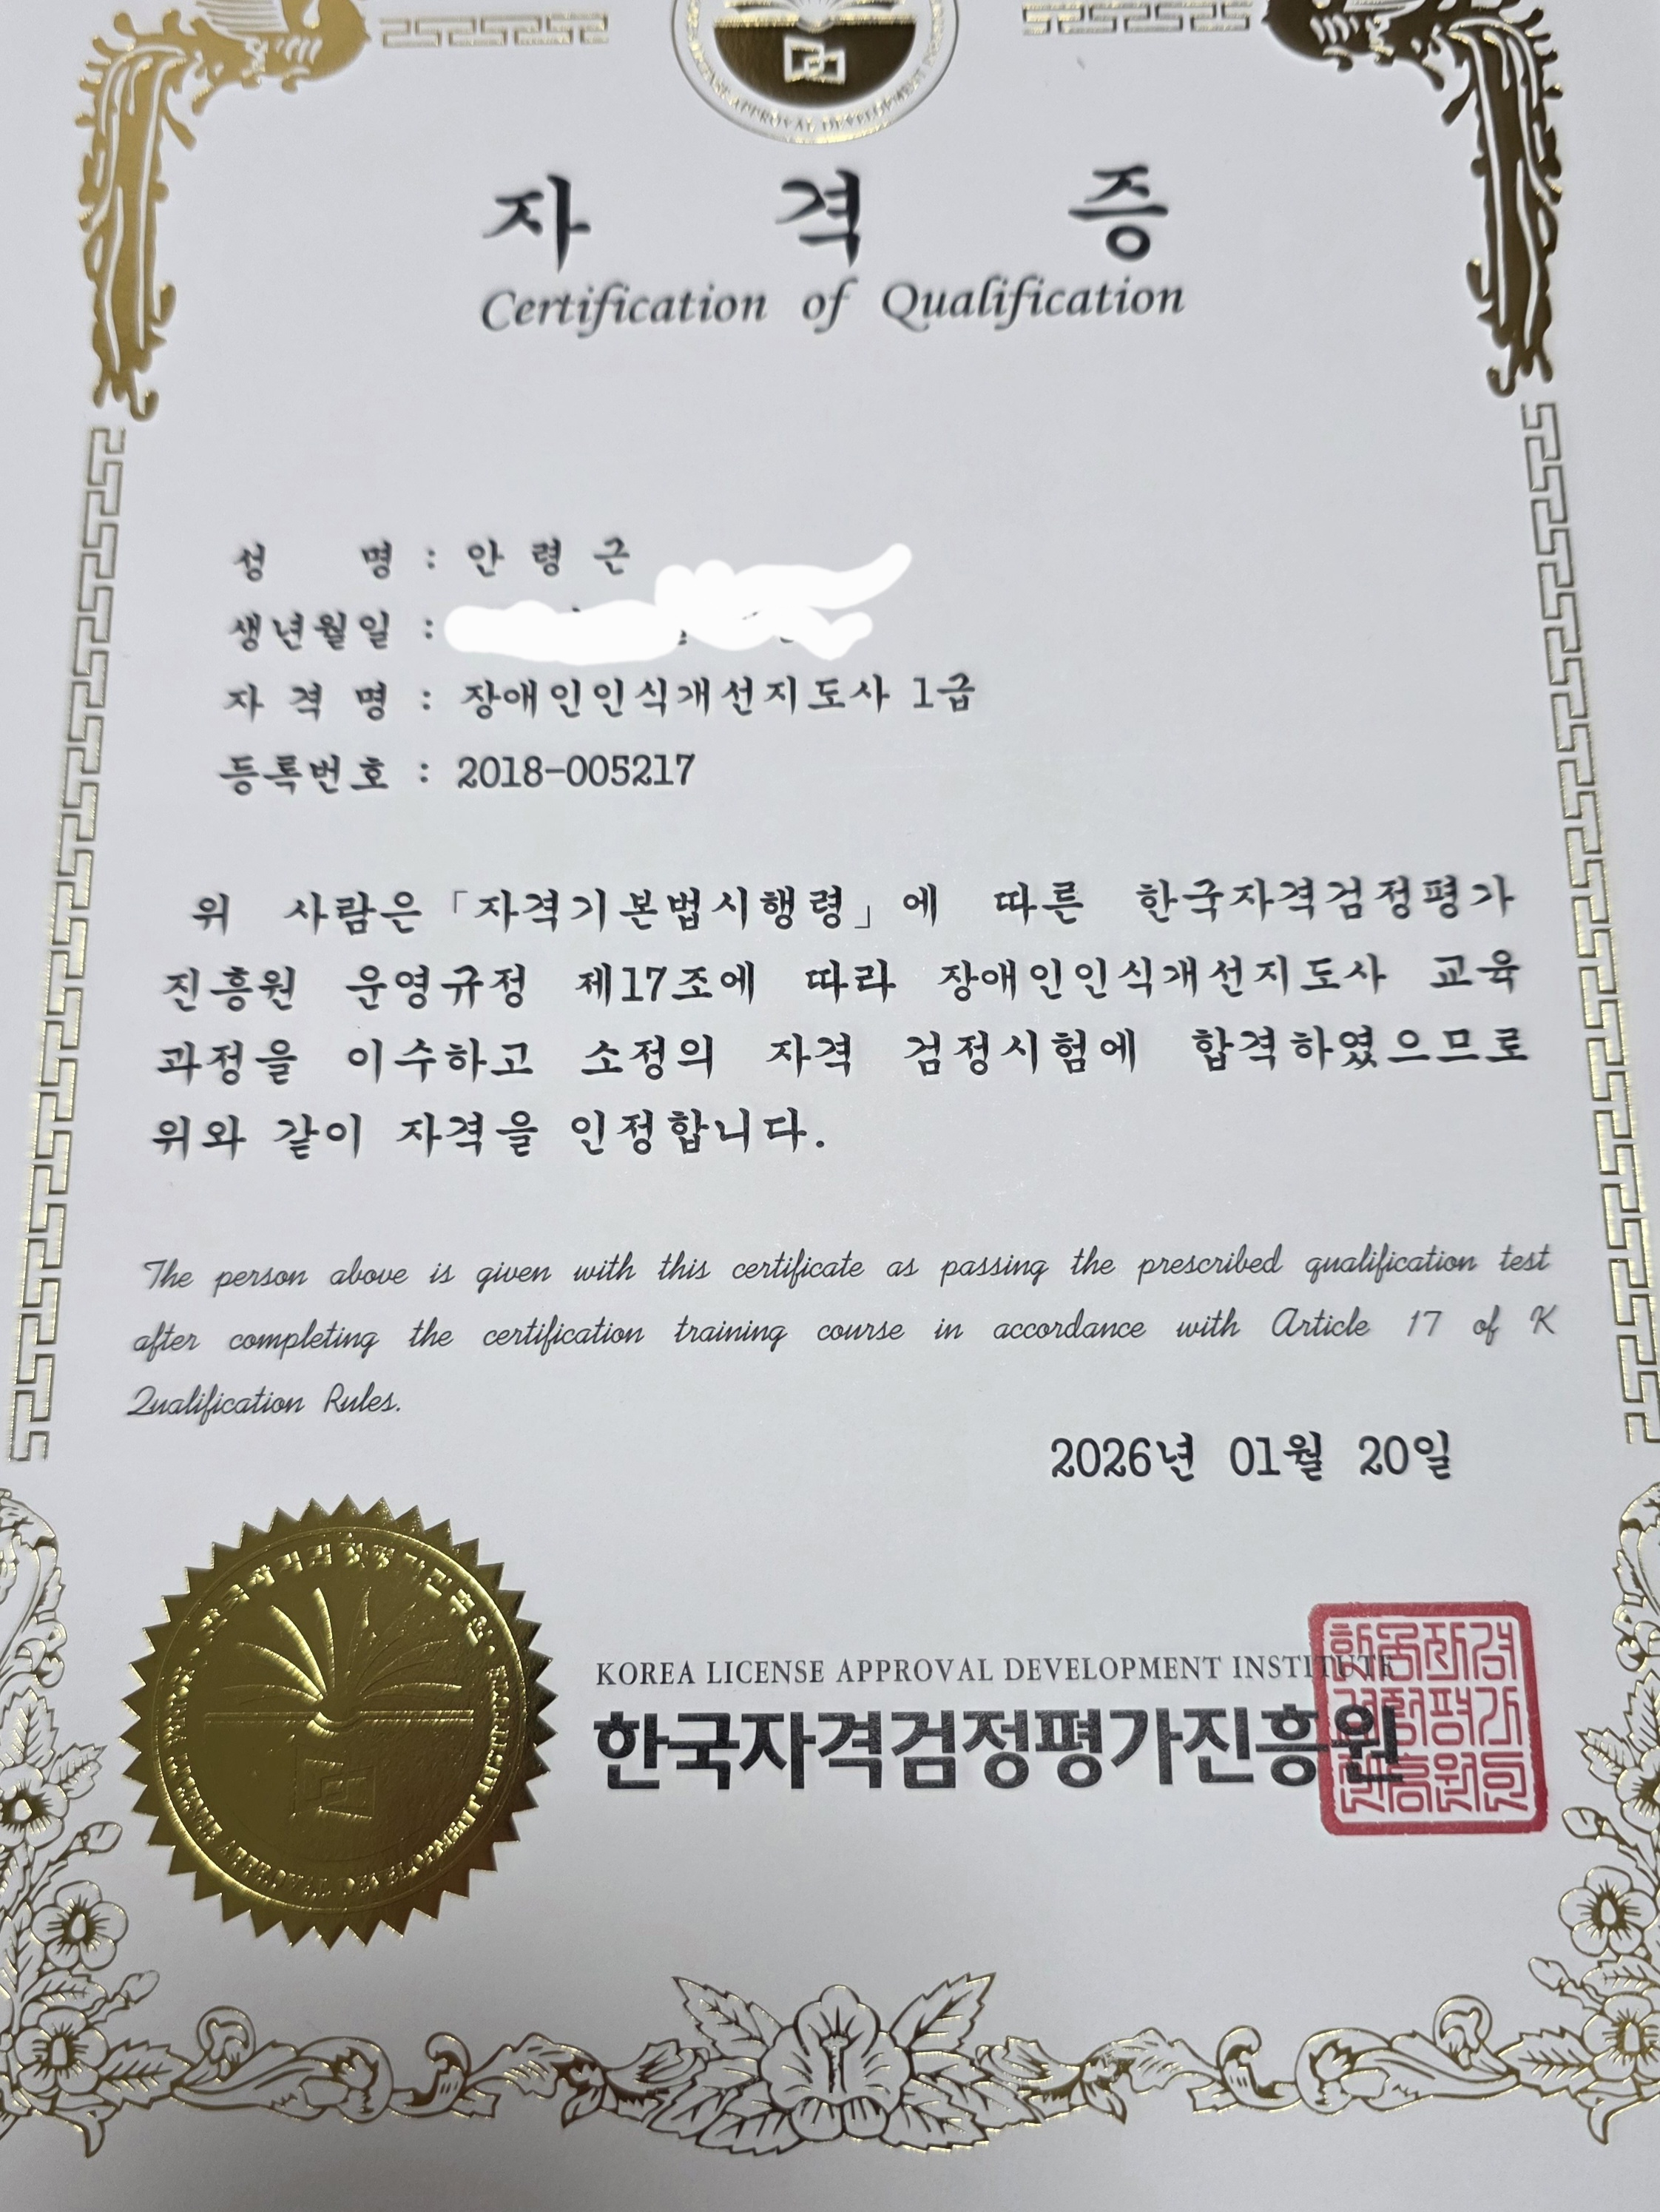 APPROVAL DEVELOPMENT
자 격 증
Certification of Qualification
성 명 : 안 령 근
생년월일 :
자 격 명 : 장애인인식개선지도사 1급
등록번호 : 2018-005217
위 사람은 「자격기본법시행령」에 따른 한국자격검정평가
진흥원 운영규정 제17조에 따라 장애인인식개선지도사 교육
과정을 이수하고 소정의 자격 검정시험에 합격하였으므로
위와 같이 자격을 인정합니다.
The person above is given with this certificate as passing the prescribed qualification test
after completing the certification training course in accordance with Article 17 of K
Qualification Rules.
2026년 01월 20일
KOREA LICENSE APPROVAL DEVELOPMENT INSTITUTE
한국자격검정평가진흥원